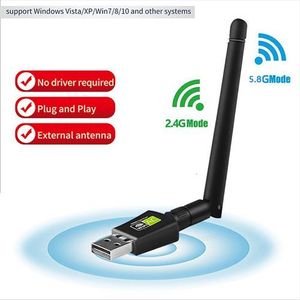 support Windows Vista/XP/Win7/8/10 and other systems
No driver required
Plug and Play
External antenna
5.8GMode
2.4GMode